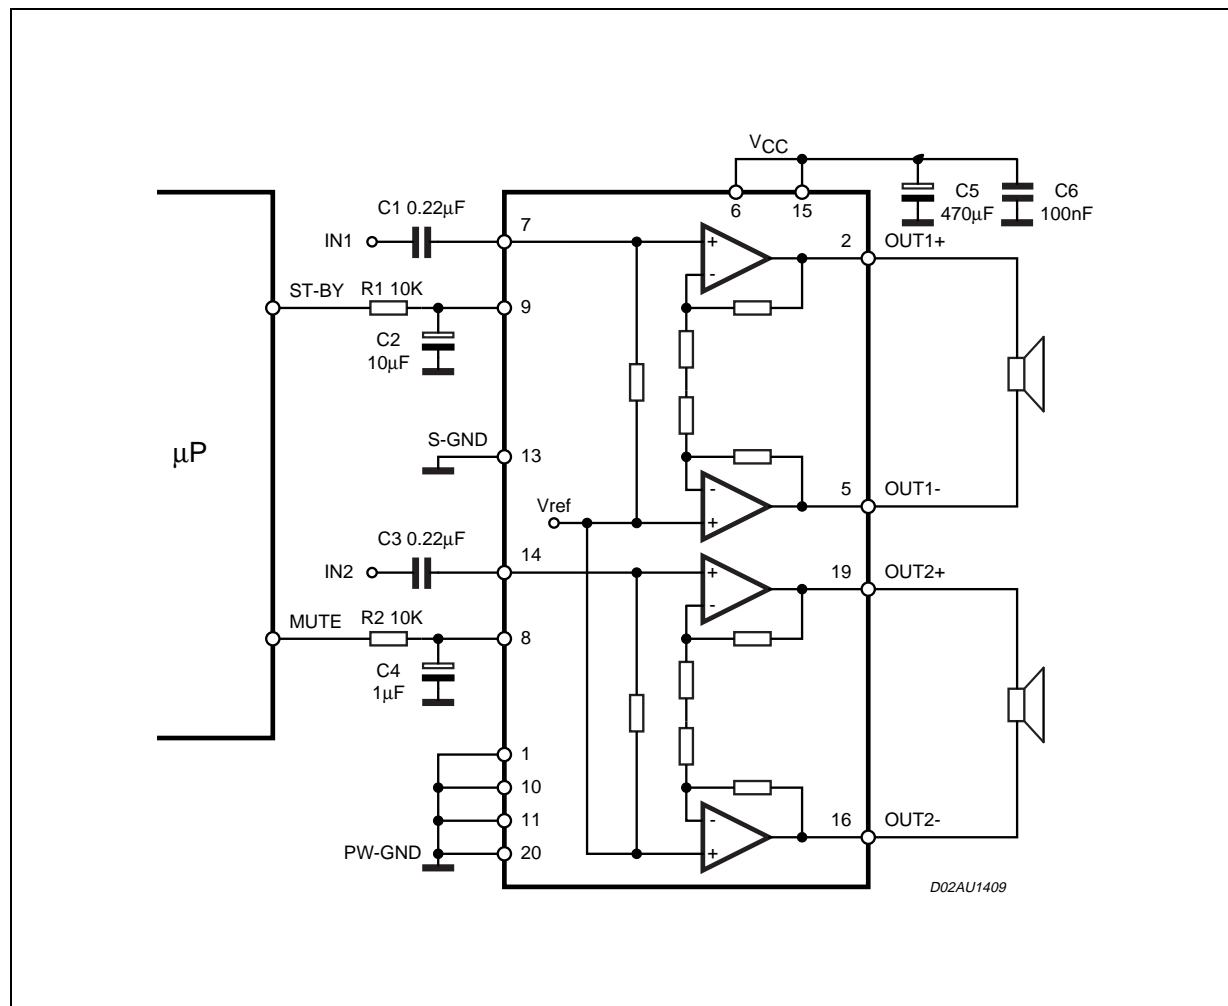 VCC
C1 0.22μF
7
6
15
C5
470μF
C6
100nF
IN1
2
OUT1+
+
-
ST-BY
R1 10K
9
C2
10μF
μP
S-GND
13
-
5
OUT1-
Vref
+
C3 0.22μF
14
IN2
+
19
OUT2+
-
MUTE
R2 10K
8
C4
1μF
1
10
11
-
16
OUT2-
PW-GND
20
+
D02AU1409